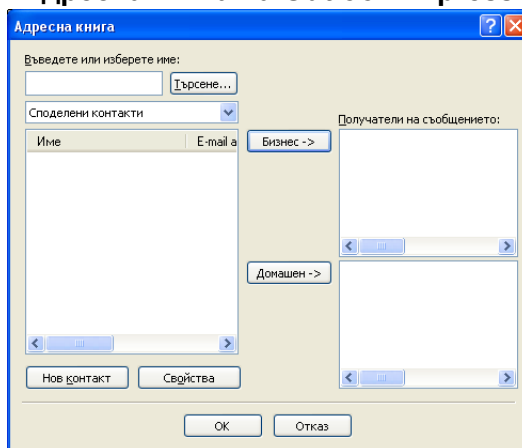 Адресна книга
Въведете или изберете име:
Търсене...
Споделени контакти
Получатели на съобщението:
Име E-mail a
Бизнес ->
Домашен ->
Нов контакт Свойства
OK Отказ